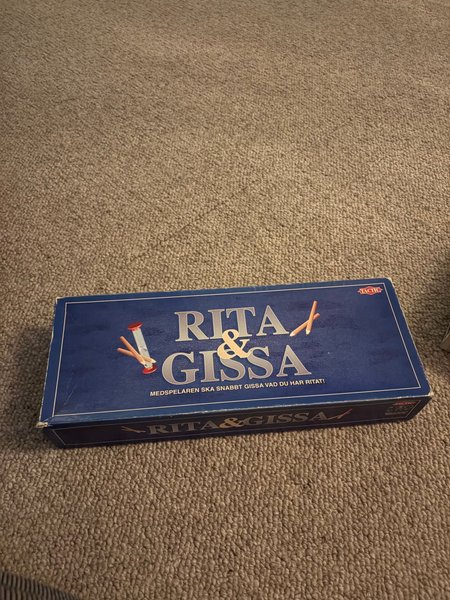 TACTIC
RITA
&
GISSA
MEDSPELAREN SKA SNABBT GISSA VAD DU HAR RITAT!
RITA&GISSA